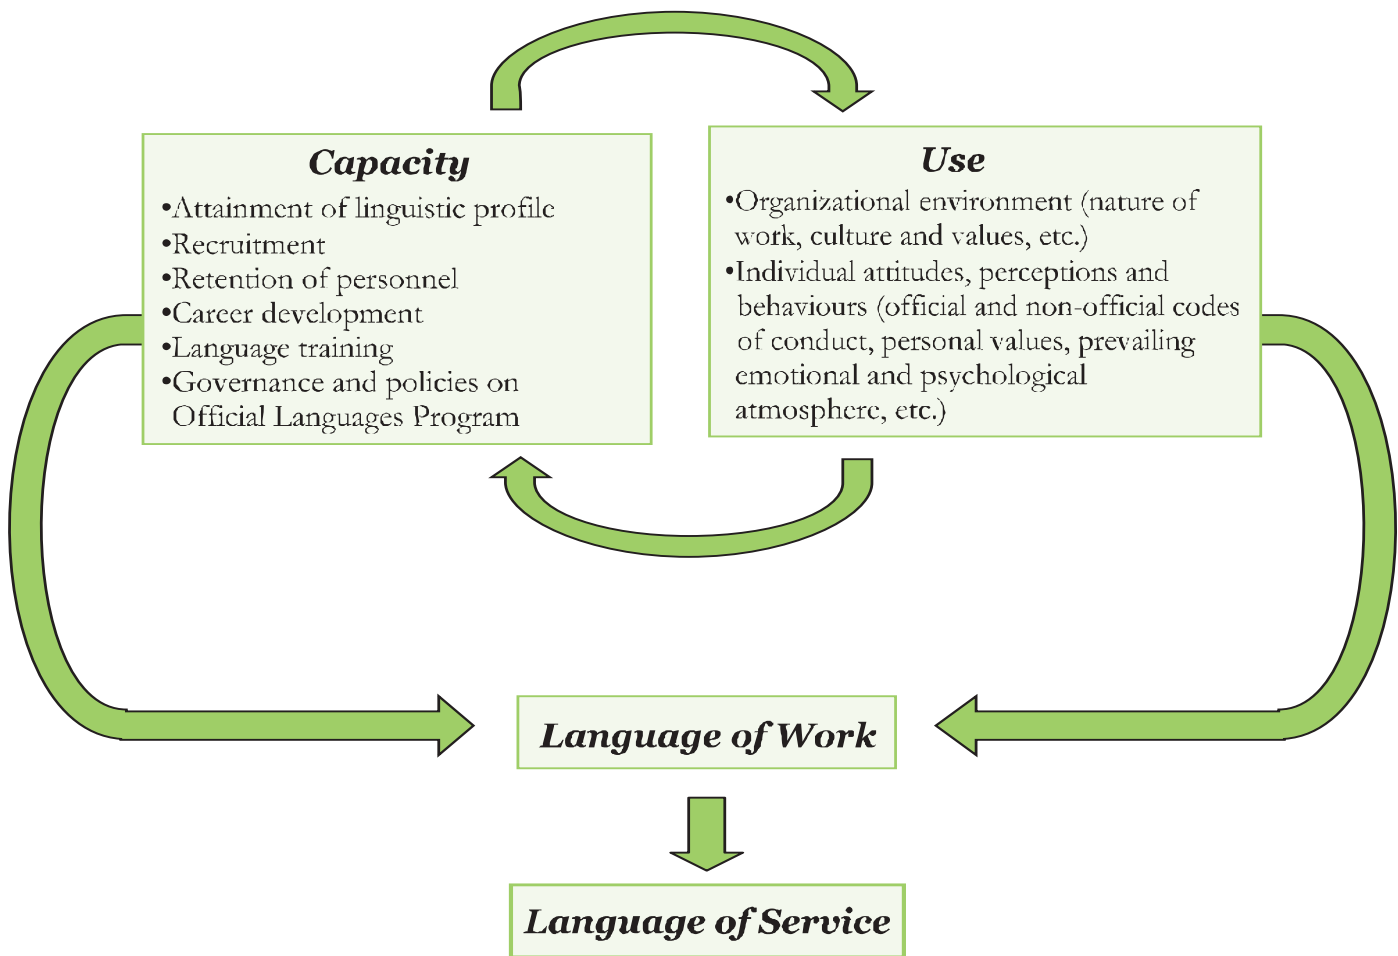 Capacity
•Attainment of linguistic profile
•Recruitment
•Retention of personnel
•Career development
•Language training
•Governance and policies on
Official Languages Program
Use
•Organizational environment (nature of
work, culture and values, etc.)
•Individual attitudes, perceptions and
behaviours (official and non-official codes
of conduct, personal values, prevailing
emotional and psychological
atmosphere, etc.)
Language of Work
Language of Service